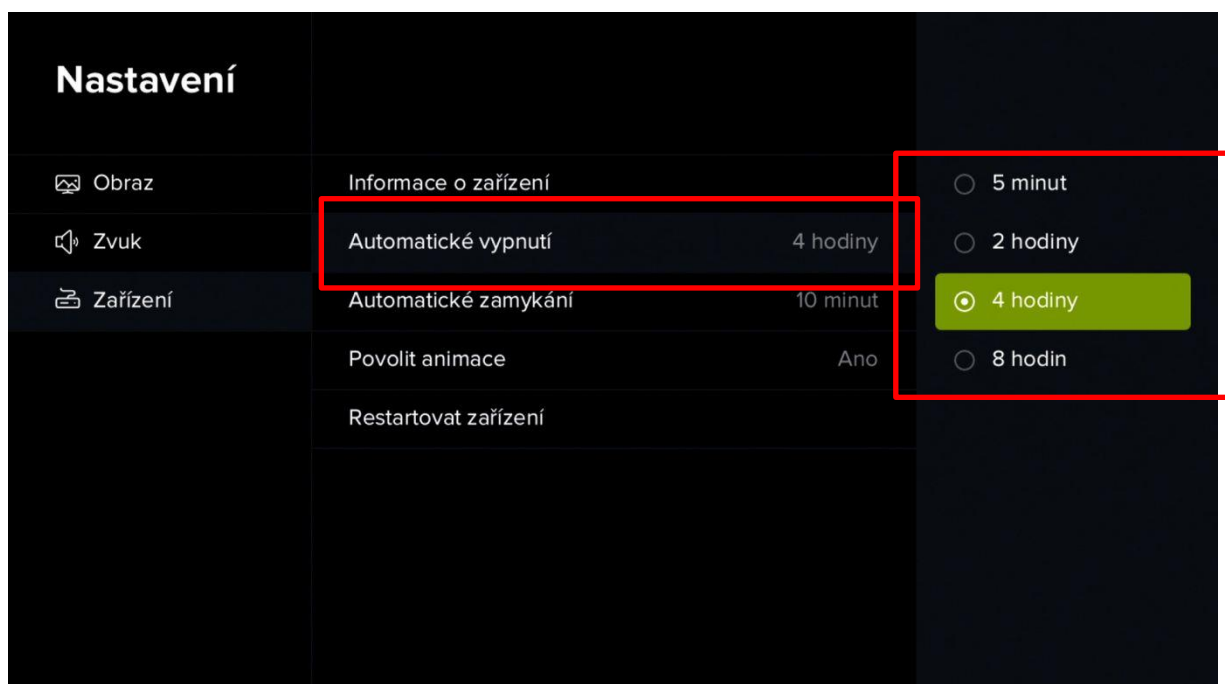 Nastavení
Obraz
Zvuk
Zařízení
Informace o zařízení
Automatické vypnutí 4 hodiny
Automatické zamykání 10 minut
Povolit animace Ano
Restartovat zařízení
5 minut
2 hodiny
4 hodiny
8 hodin